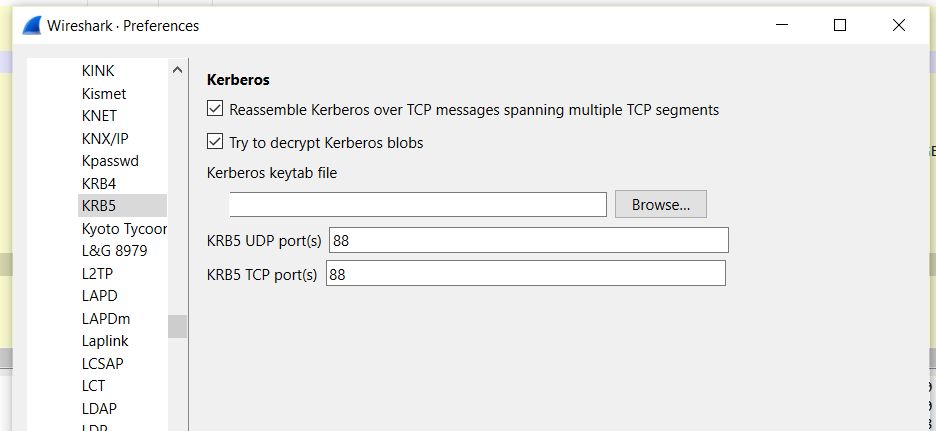 Wireshark · Preferences
KINK
Kismet
KNET
KNX/IP
Kpasswd
KRB4
KRB5
Kyoto Tycoon
L&G 8979
L2TP
LAPD
LAPDm
Laplink
LCSAP
LCT
LDAP
LDP
Kerberos
Reassemble Kerberos over TCP messages spanning multiple TCP segments
Try to decrypt Kerberos blobs
Kerberos keytab file
Browse...
KRB5 UDP port(s) 88
KRB5 TCP port(s) 88